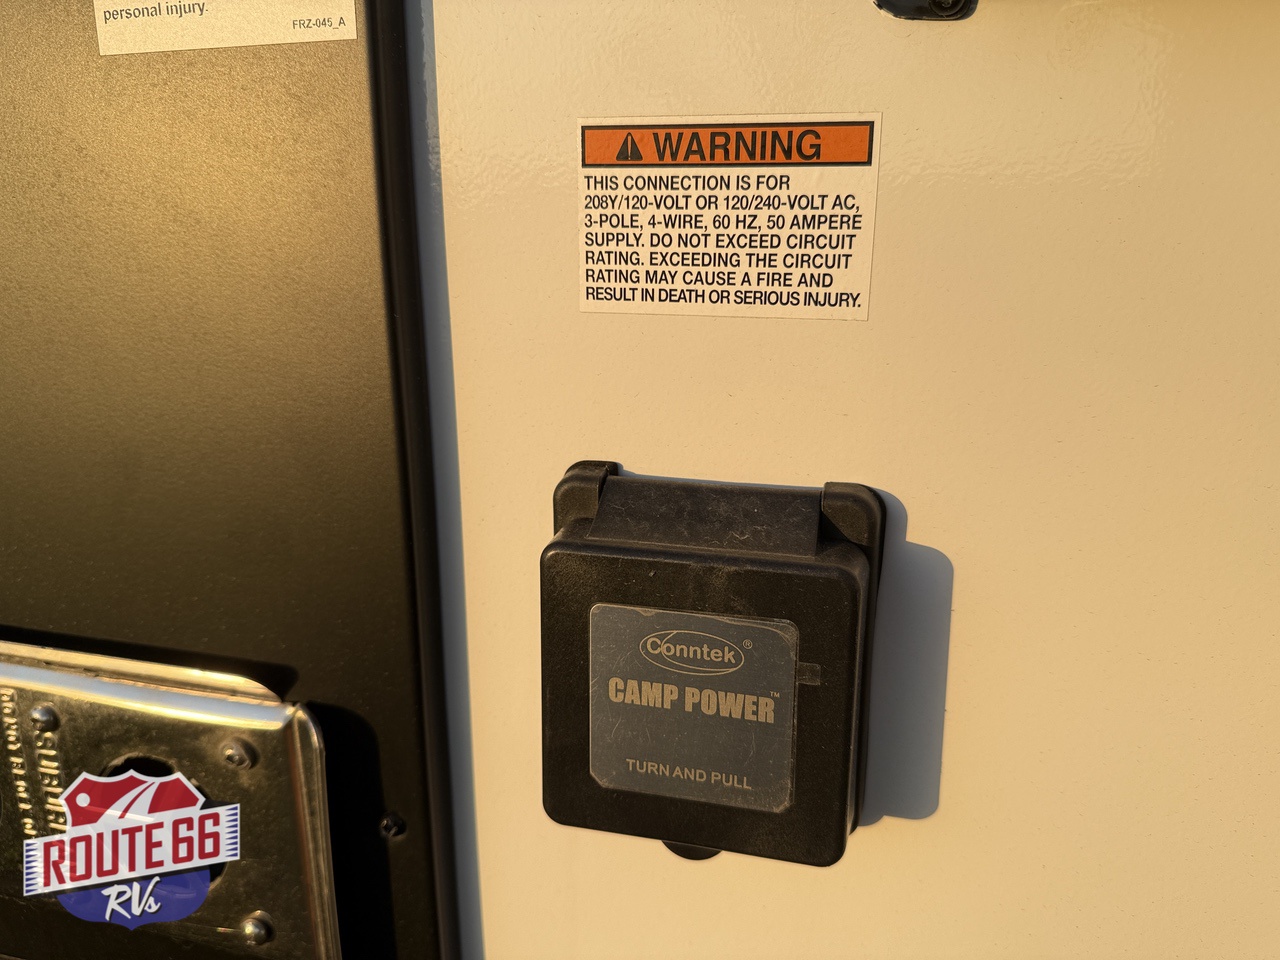 personal injury.
FRZ-045_A
WARNING
THIS CONNECTION IS FOR
208Y/120-VOLT OR 120/240-VOLT AC,
3-POLE, 4-WIRE, 60 HZ, 50 AMPERE
SUPPLY. DO NOT EXCEED CIRCUIT
RATING. EXCEEDING THE CIRCUIT
RATING MAY CAUSE A FIRE AND
RESULT IN DEATH OR SERIOUS INJURY.
Conntek®
CAMP POWER™
TURN AND PULL
ROUTE 66
RVs